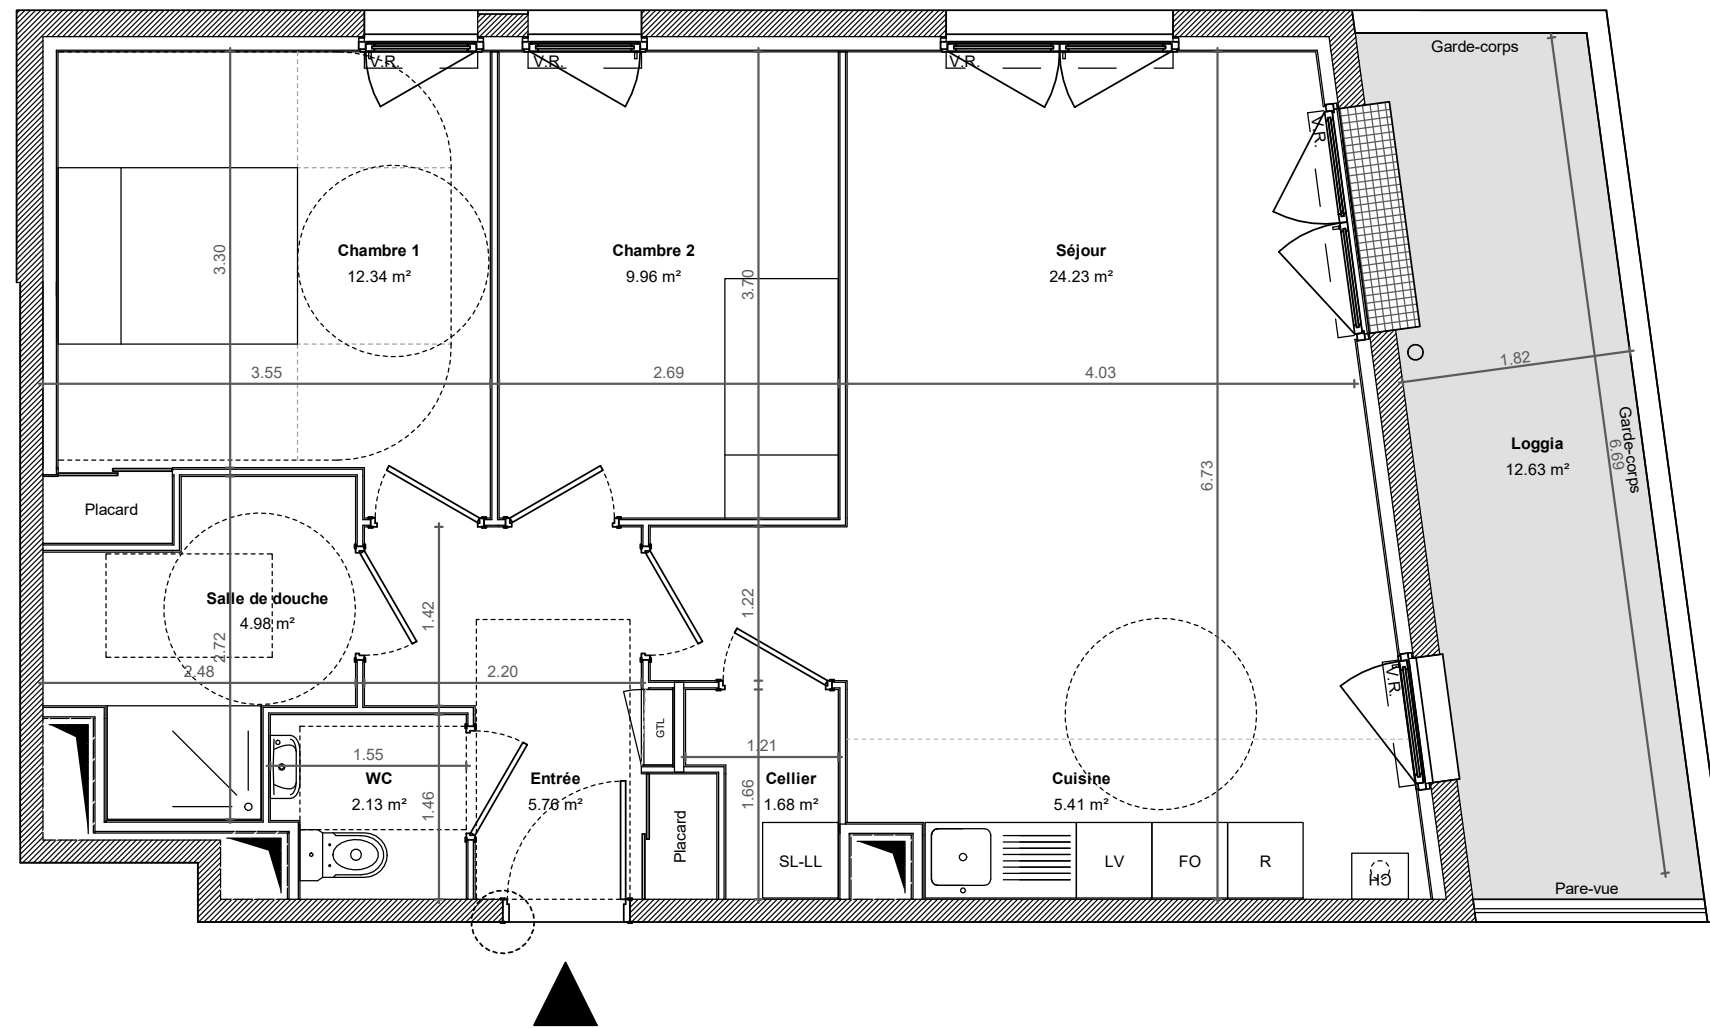 Garde-corps
V.R.
V.R.
V.R.
V.R.
Chambre 1
12.34 m²
3.30
Chambre 2
9.96 m²
3.70
Séjour
24.23 m²
3.55
2.69
4.03
1.82
Loggia
12.63 m²
Garde-corps
6.69
6.73
Placard
Salle de douche
4.98 m²
2.72
2.48
1.42
2.20
1.22
V.R.
GTL
1.55
WC
2.13 m²
1.46
Entrée
5.76 m²
1.21
Cellier
1.68 m²
1.66
Cuisine
5.41 m²
Placard
SL-LL
LV
FO
R
CH
Pare-vue